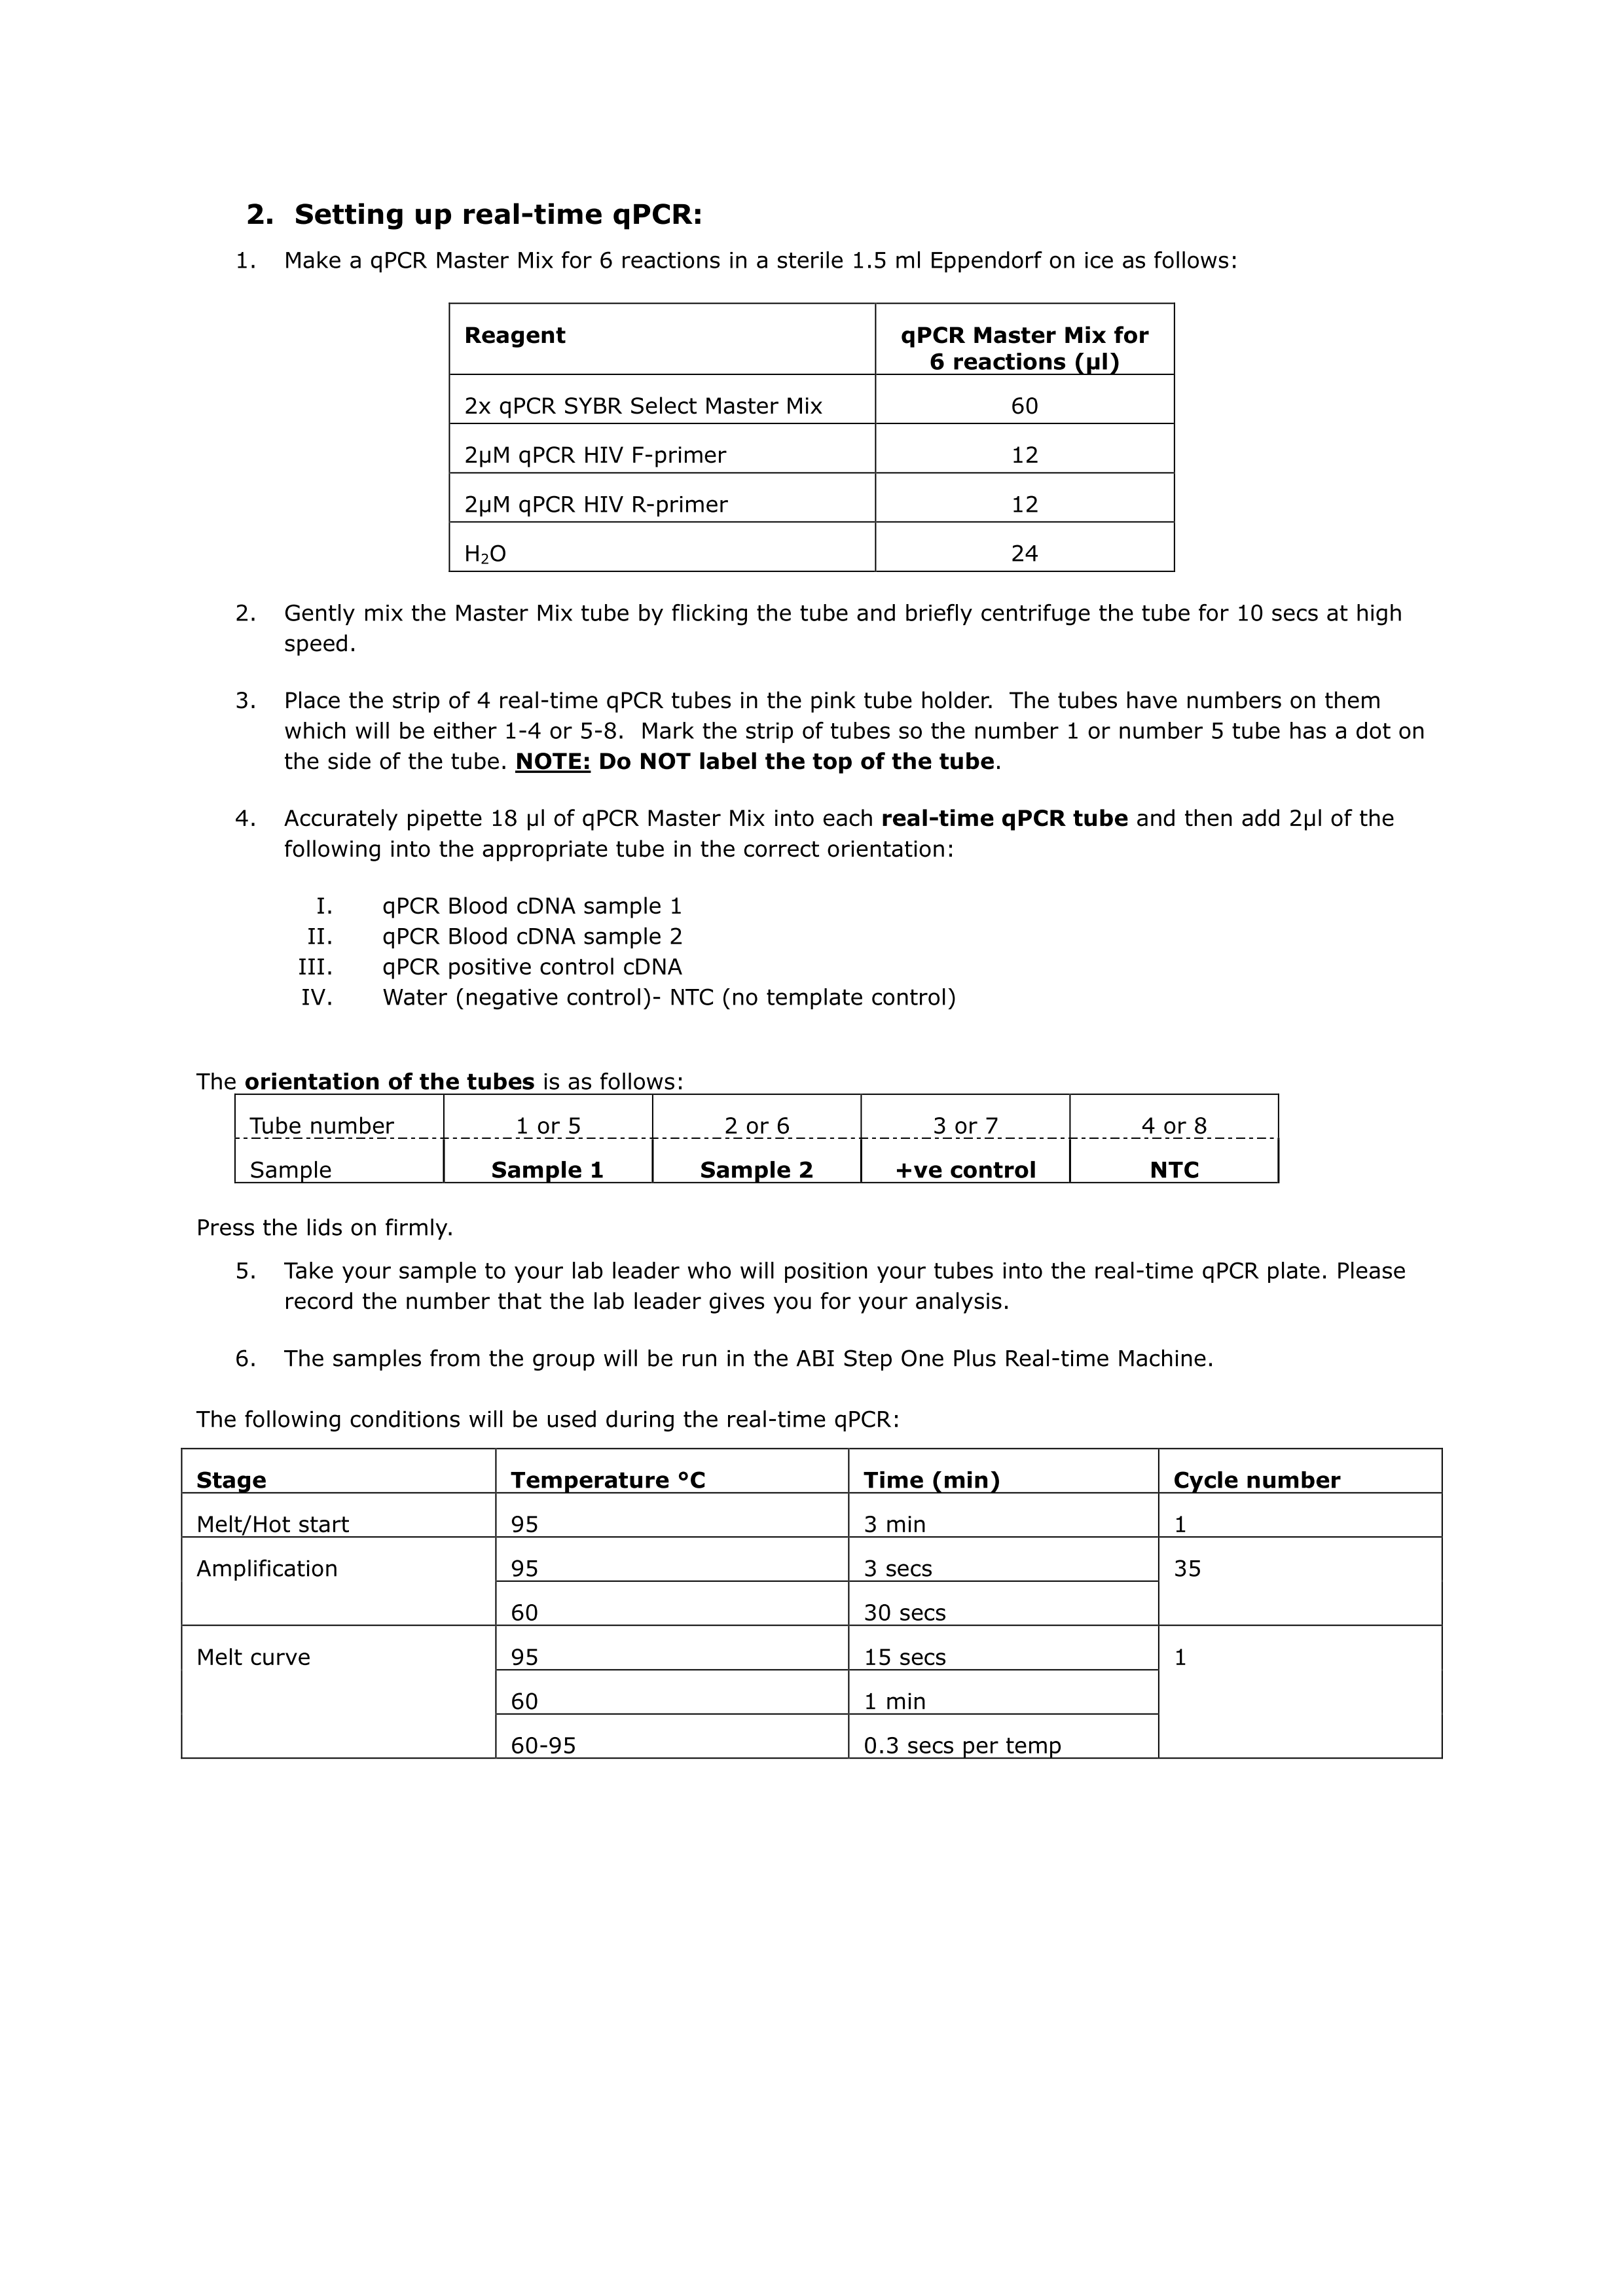 2. Setting up real-time qPCR:
1. Make a qPCR Master Mix for 6 reactions in a sterile 1.5 ml Eppendorf on ice as follows:
Reagent qPCR Master Mix for
6 reactions (µl)
2x qPCR SYBR Select Master Mix 60
2µM qPCR HIV F-primer 12
2µM qPCR HIV R-primer 12
H₂O 24
2. Gently mix the Master Mix tube by flicking the tube and briefly centrifuge the tube for 10 secs at high
speed.
3. Place the strip of 4 real-time qPCR tubes in the pink tube holder. The tubes have numbers on them
which will be either 1-4 or 5-8. Mark the strip of tubes so the number 1 or number 5 tube has a dot on
the side of the tube. NOTE: Do NOT label the top of the tube.
4. Accurately pipette 18 µl of qPCR Master Mix into each real-time qPCR tube and then add 2µl of the
following into the appropriate tube in the correct orientation:
I. qPCR Blood cDNA sample 1
II. qPCR Blood cDNA sample 2
III. qPCR positive control cDNA
IV. Water (negative control)- NTC (no template control)
The orientation of the tubes is as follows:
Tube number 1 or 5 2 or 6 3 or 7 4 or 8
Sample Sample 1 Sample 2 +ve control NTC
Press the lids on firmly.
5. Take your sample to your lab leader who will position your tubes into the real-time qPCR plate. Please
record the number that the lab leader gives you for your analysis.
6. The samples from the group will be run in the ABI Step One Plus Real-time Machine.
The following conditions will be used during the real-time qPCR:
Stage Temperature °C Time (min) Cycle number
Melt/Hot start 95 3 min 1
Amplification 95 3 secs 35
60 30 secs
Melt curve 95 15 secs 1
60 1 min
60-95 0.3 secs per temp